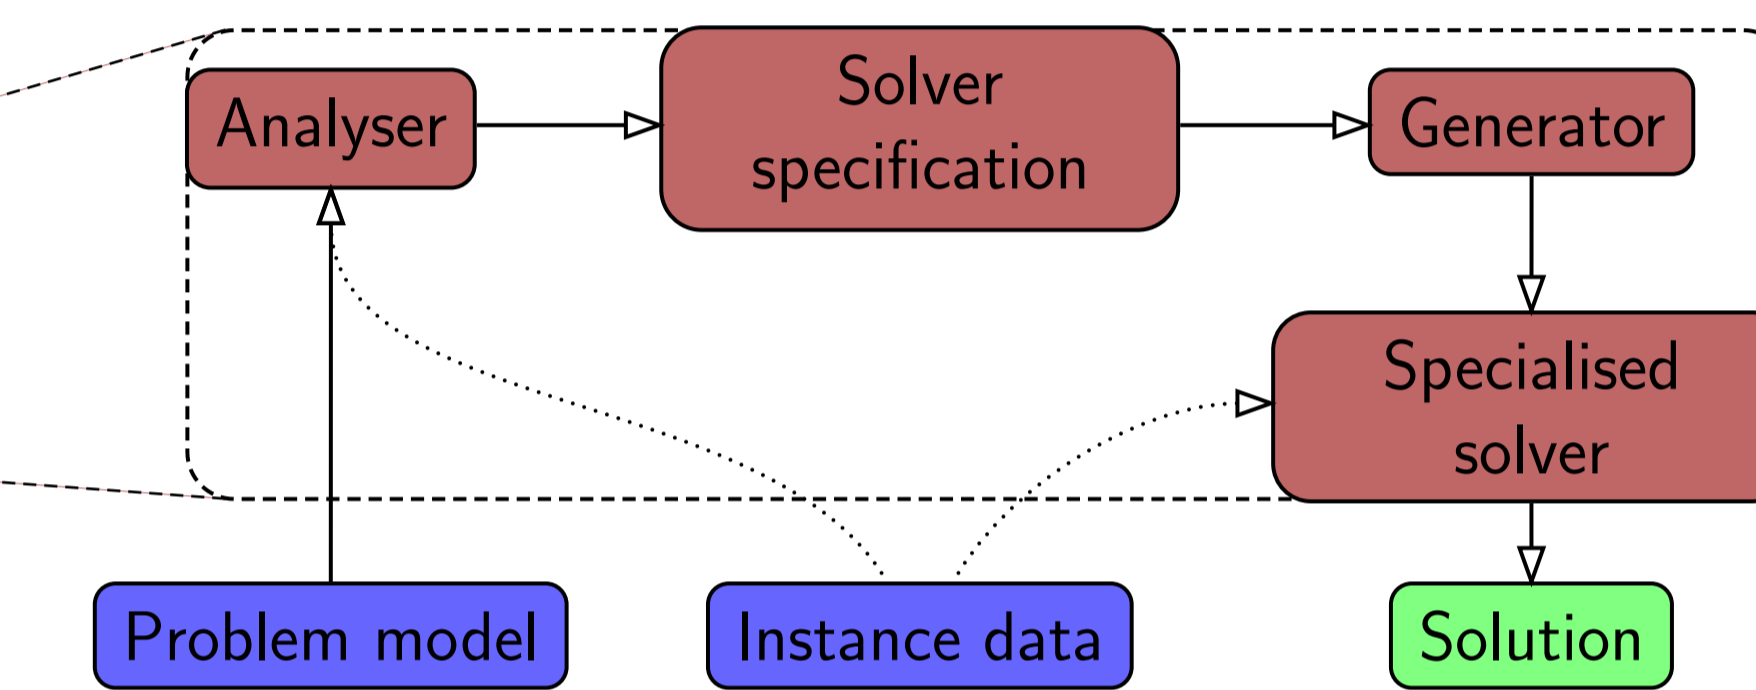 Analyser
Solver
specification
Generator
Specialised
solver
Problem model
Instance data
Solution